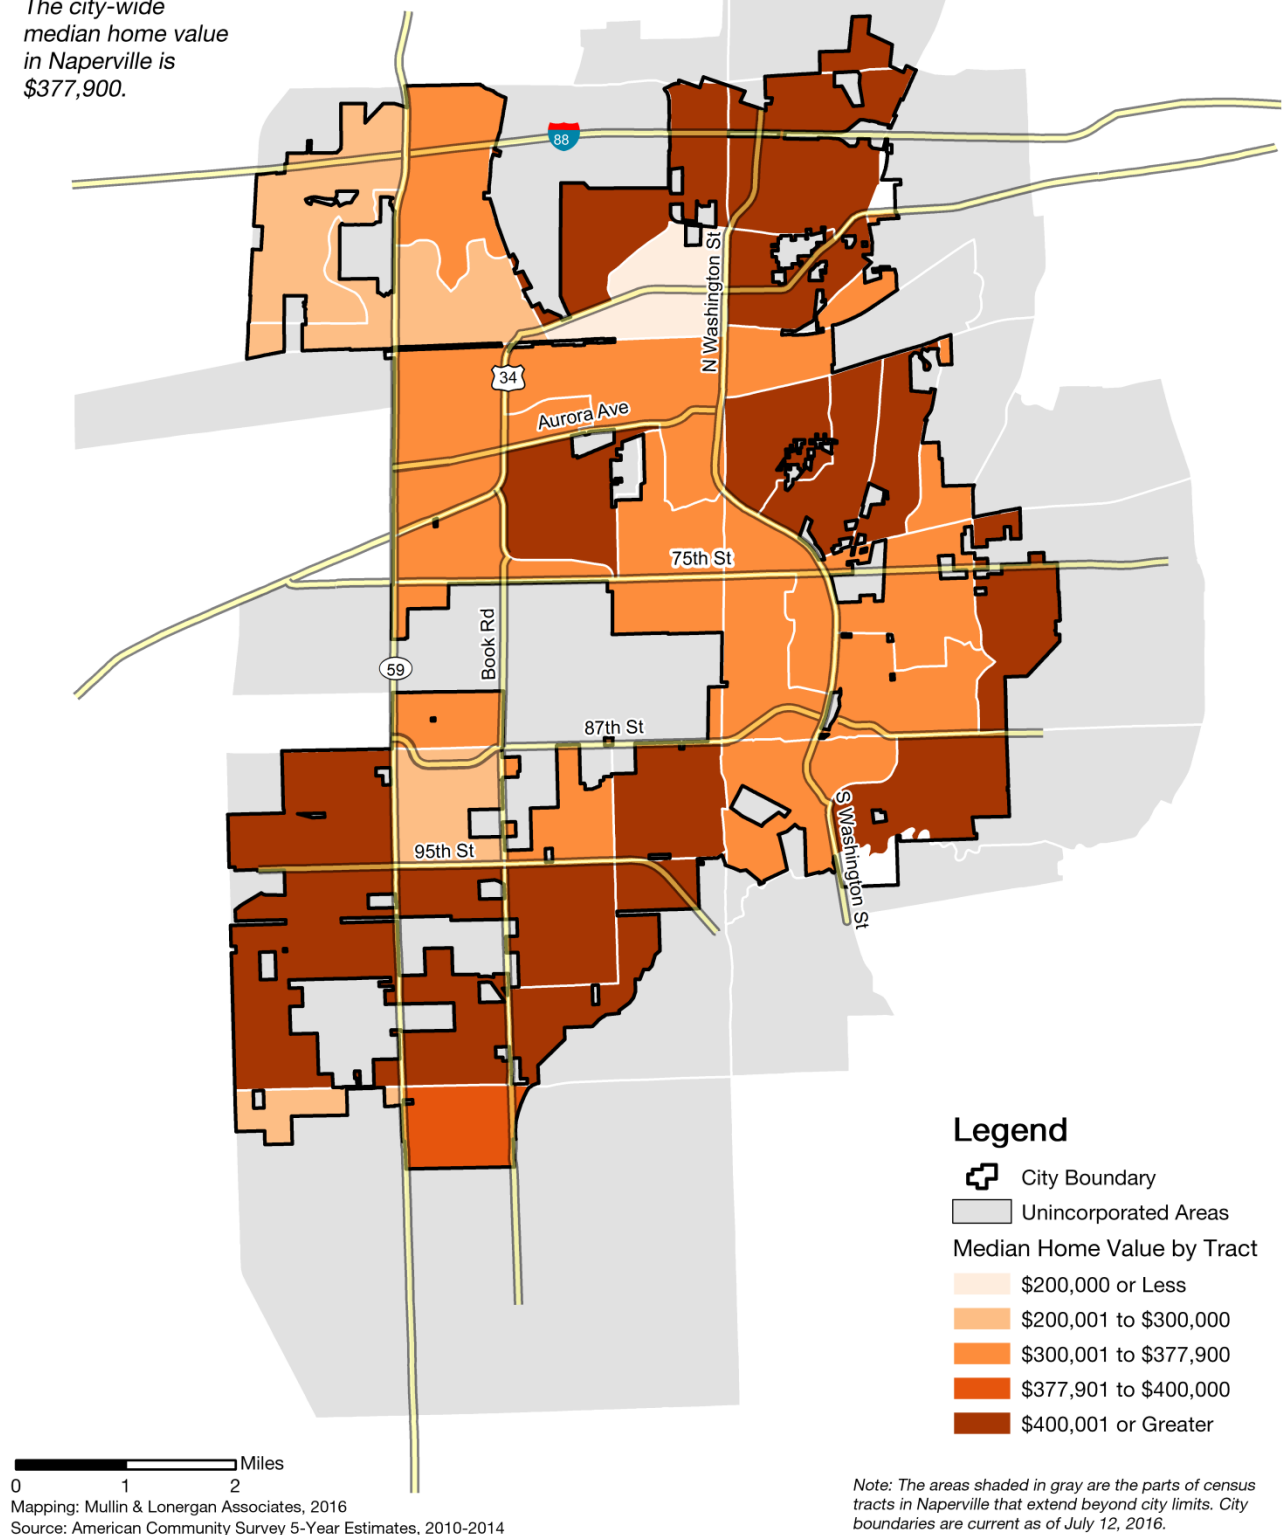 The city-wide
median home value
in Naperville is
$377,900.
88
N Washington St
34
Aurora Ave
75th St
Book Rd
59
87th St
S Washington St
95th St
Legend
City Boundary
Unincorporated Areas
Median Home Value by Tract
$200,000 or Less
$200,001 to $300,000
$300,001 to $377,900
$377,901 to $400,000
$400,001 or Greater
Miles
0 1 2
Mapping: Mullin & Lonergan Associates, 2016
Source: American Community Survey 5-Year Estimates, 2010-2014
Note: The areas shaded in gray are the parts of census
tracts in Naperville that extend beyond city limits. City
boundaries are current as of July 12, 2016.